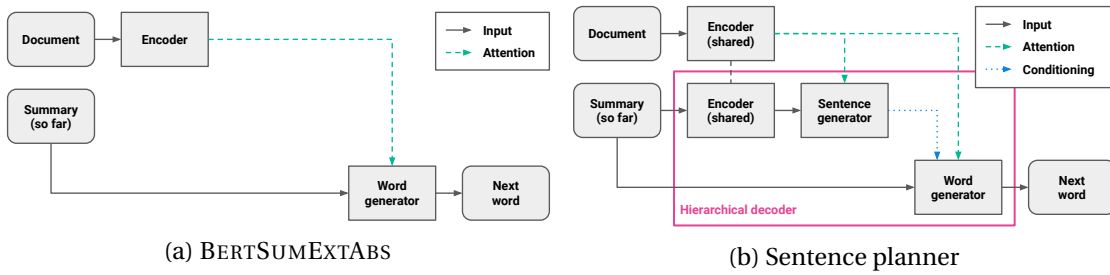 Document
Encoder
Input
Attention
Summary
(so far)
Word
generator
Next
word
(a) BERTSUMEXTABS
Document
Encoder
(shared)
Input
Attention
Conditioning
Summary
(so far)
Encoder
(shared)
Sentence
generator
Word
generator
Next
word
Hierarchical decoder
(b) Sentence planner